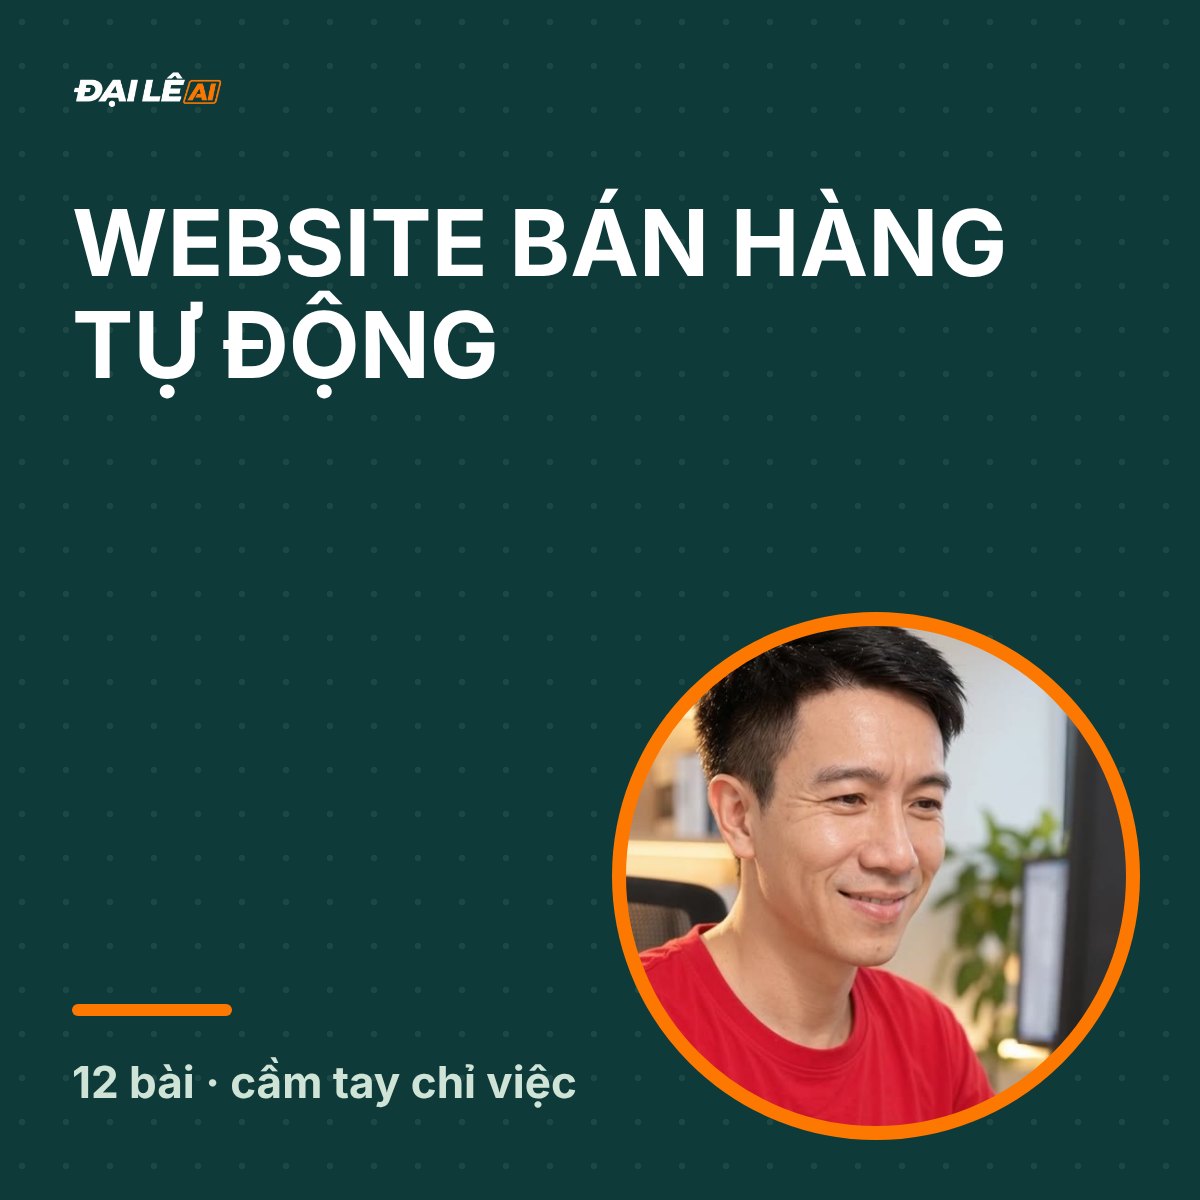 ĐẠI LÊ AI
WEBSITE BÁN HÀNG
TỰ ĐỘNG
12 bài · cầm tay chỉ việc